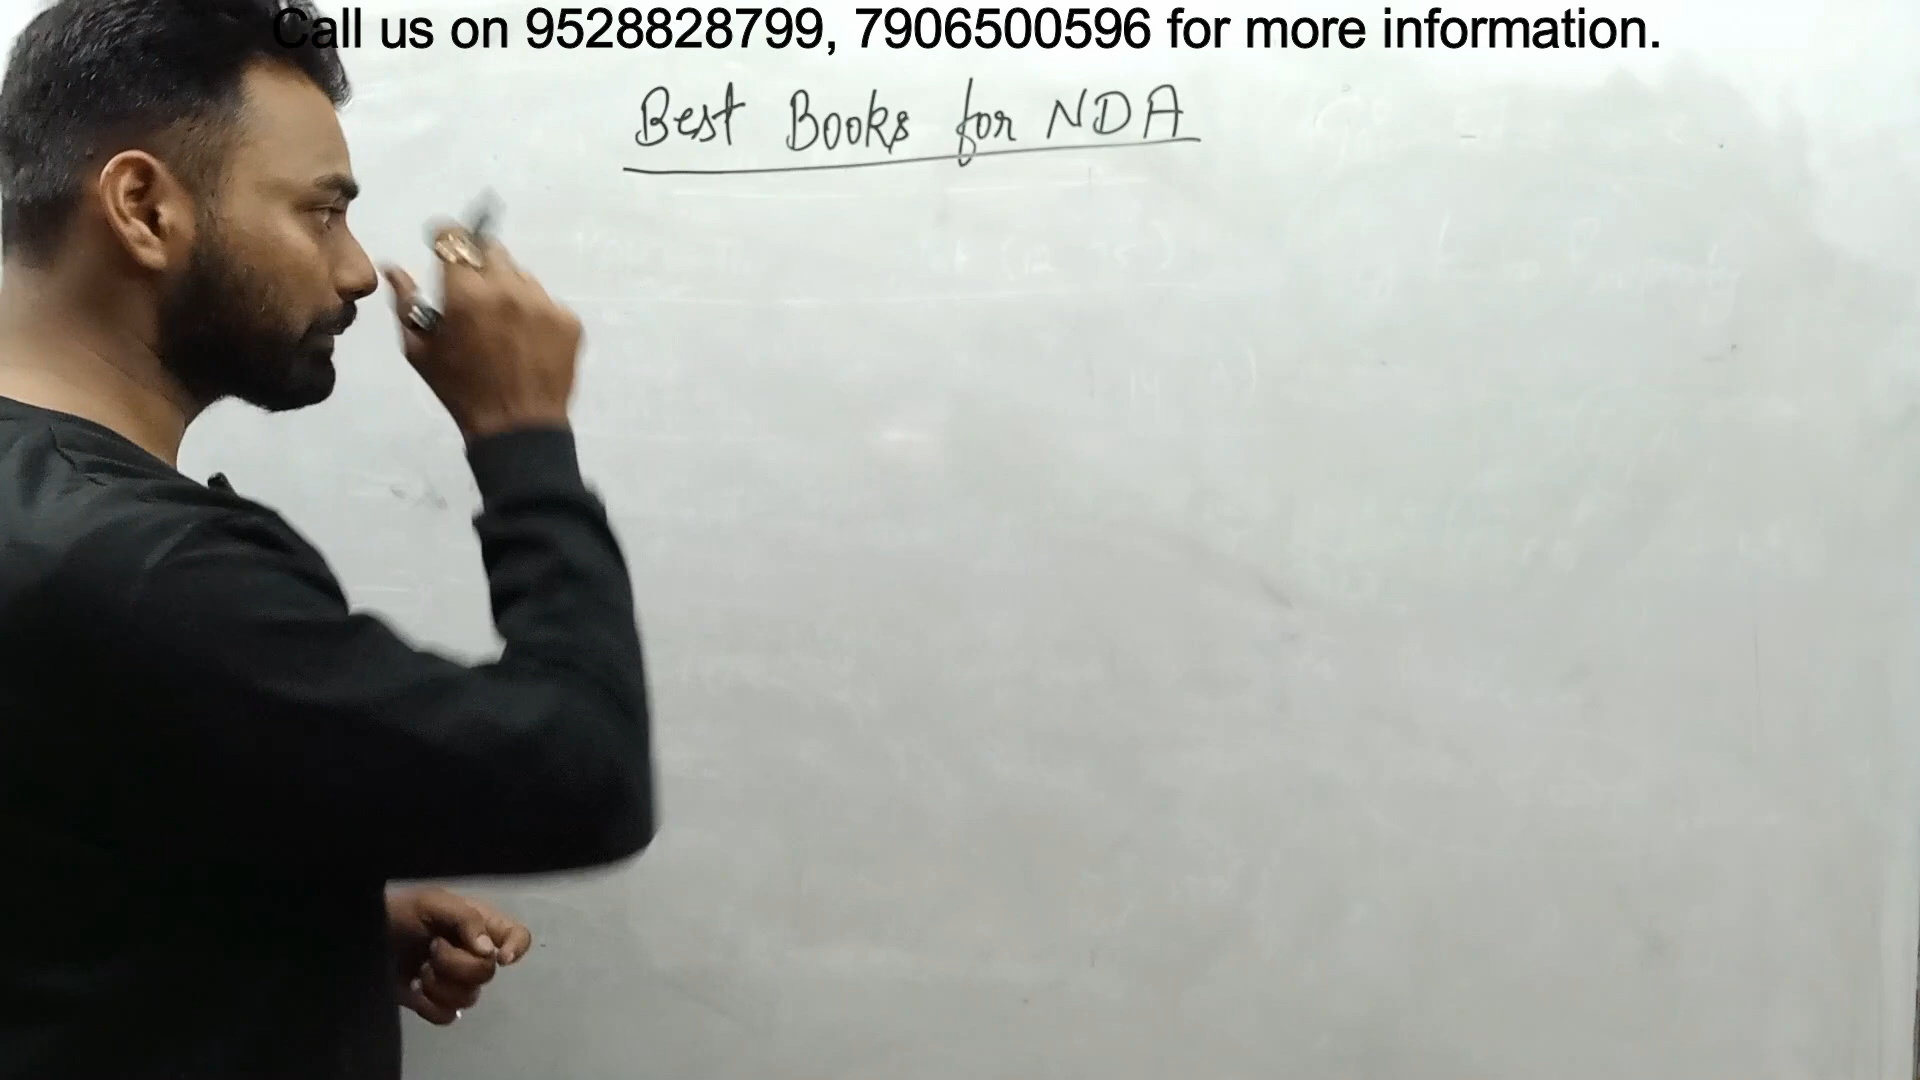 Call us on 9528828799, 7906500596 for more information.
Best Books for NDA